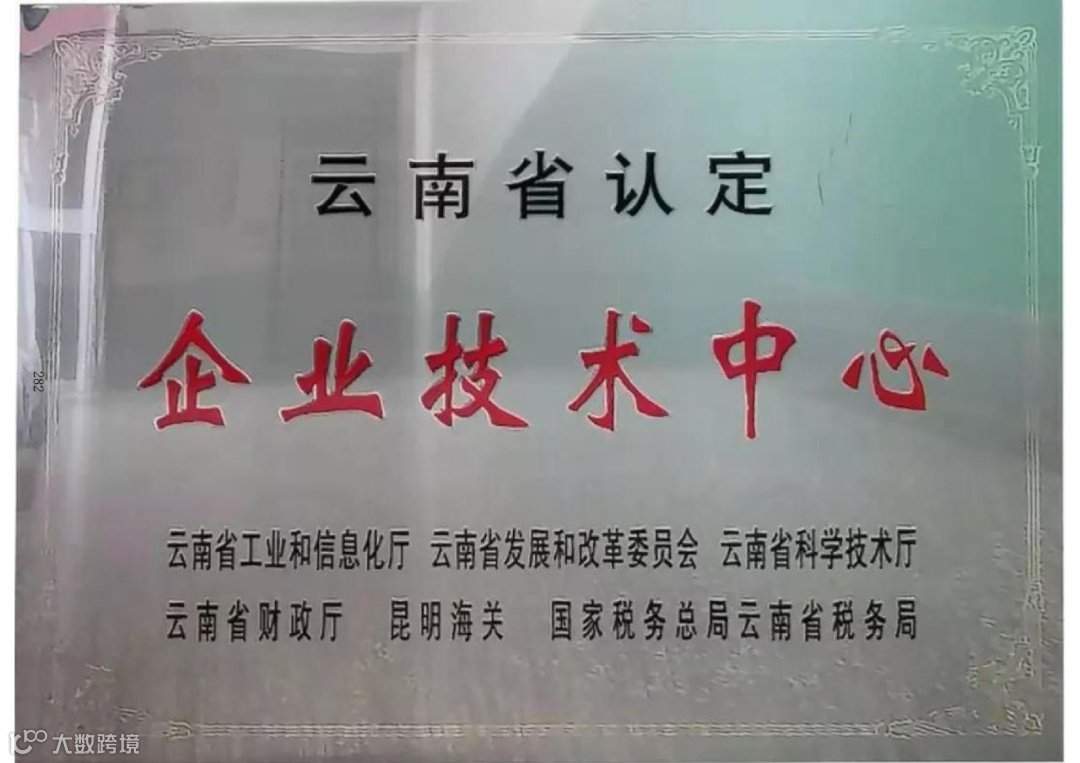 云南省认定
企业技术中心
282
云南省工业和信息化厅 云南省发展和改革委员会 云南省科学技术厅
云南省财政厅 昆明海关 国家税务总局云南省税务局
大数跨境